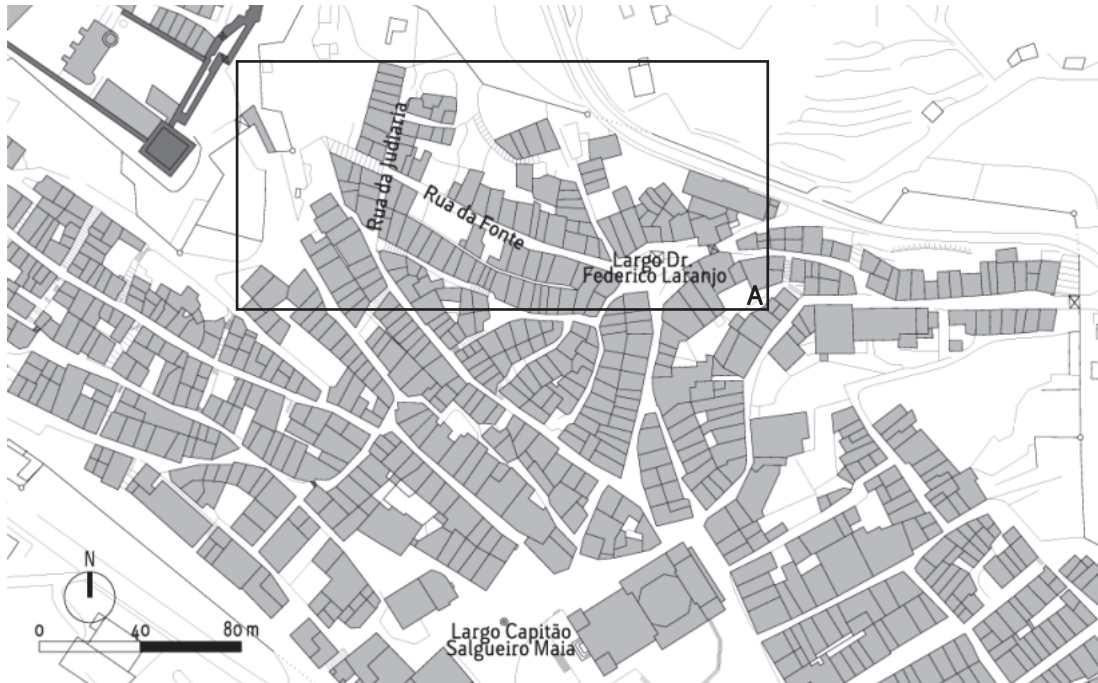 Rua da Judiaria
Rua da Fonte
Largo Dr.
Federico Laranjo
A
N
0 40 80 m
Largo Capitão
Salgueiro Maia